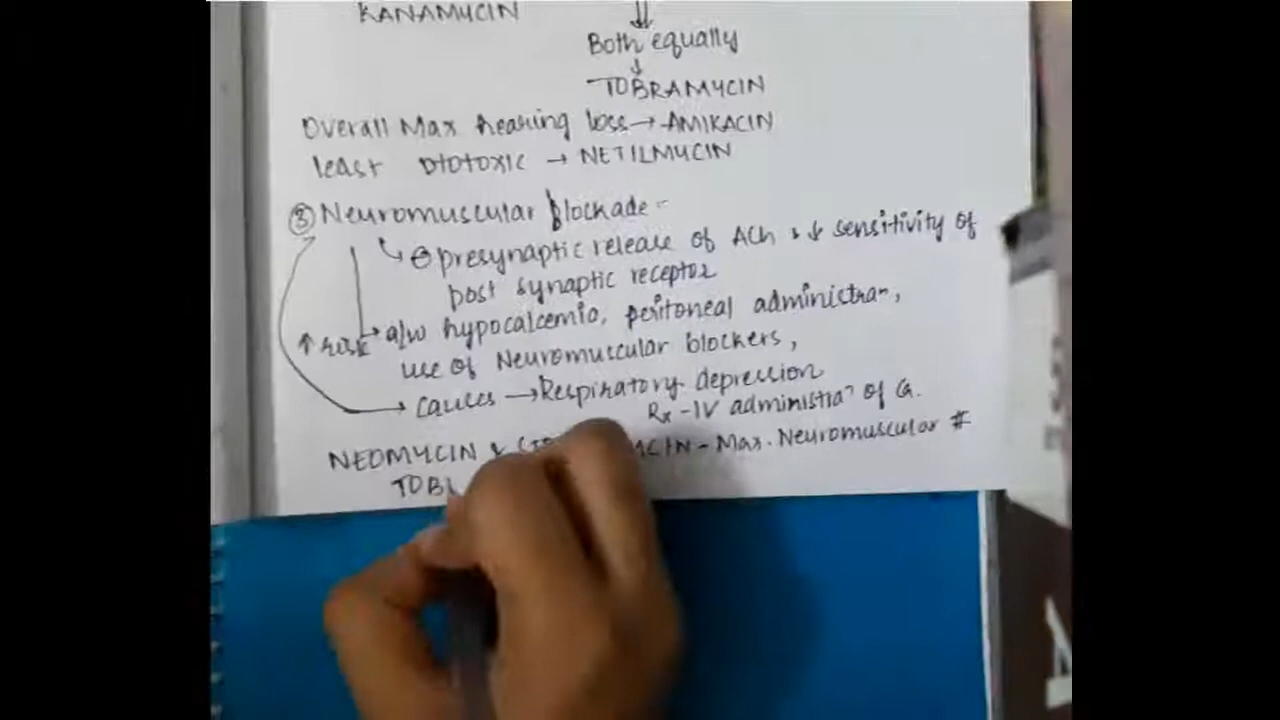 KANAMYCIN
Both equally
↓
TOBRAMYCIN
Overall Max hearing loss → AMIKACIN
least Ototoxic → NETILMYCIN
③ Neuromuscular blockade -
⊖ presynaptic release of ACh & ↓ sensitivity of
post synaptic receptor
↑ risk → a/w hypocalcemia, peritoneal administran,
use of Neuromuscular blockers,
→ causes → Respiratory depression
Rx - IV administran of
NEOMYCIN & - Max. Neuromuscular #